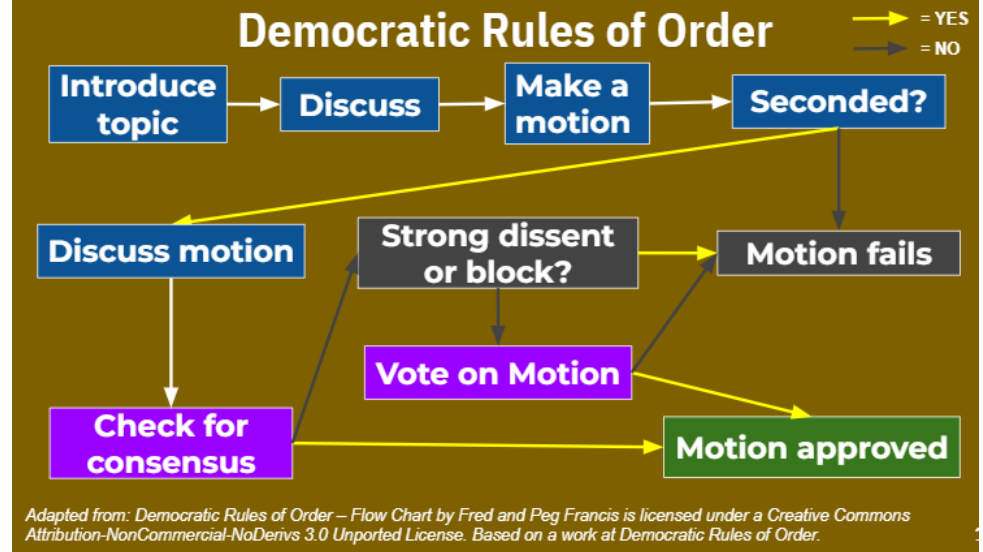 Democratic Rules of Order
= YES
= NO
Introduce
topic
Discuss
Make a
motion
Seconded?
Discuss motion
Strong dissent
or block?
Motion fails
Vote on Motion
Check for
consensus
Motion approved
Adapted from: Democratic Rules of Order – Flow Chart by Fred and Peg Francis is licensed under a Creative Commons
Attribution-NonCommercial-NoDerivs 3.0 Unported License. Based on a work at Democratic Rules of Order.